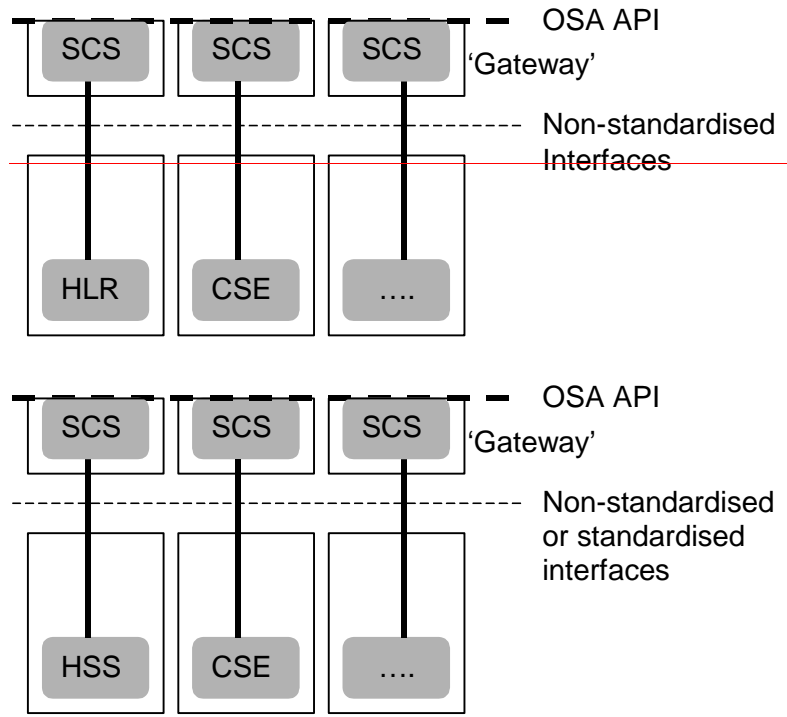 OSA API
SCS SCS SCS
‘Gateway’
Non-standardised
Interfaces
HLR CSE ….
OSA API
SCS SCS SCS
‘Gateway’
Non-standardised
or standardised
interfaces
HSS CSE ….